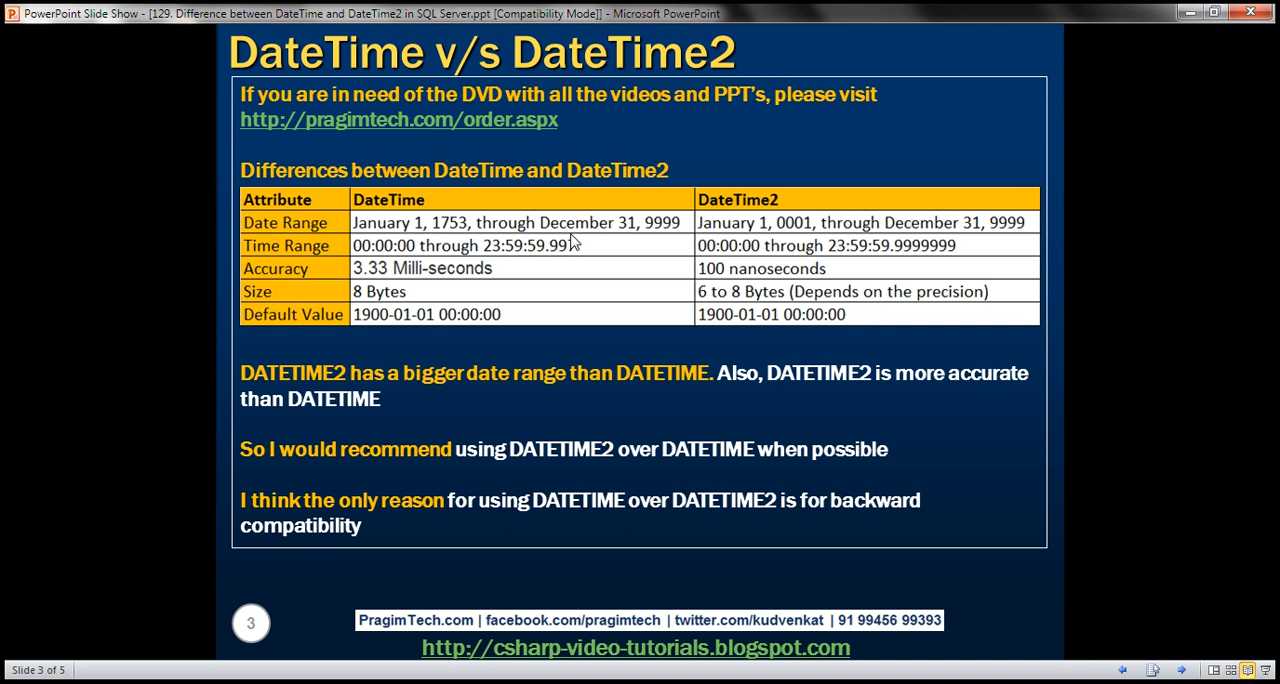 PowerPoint Slide Show - [129. Difference between DateTime and DateTime2 in SQL Server.ppt [Compatibility Mode]] - Microsoft PowerPoint
DateTime v/s DateTime2
If you are in need of the DVD with all the videos and PPT's, please visit
http://pragimtech.com/order.aspx
Differences between DateTime and DateTime2
Attribute DateTime DateTime2
Date Range January 1, 1753, through December 31, 9999 January 1, 0001, through December 31, 9999
Time Range 00:00:00 through 00:00:00 through 23:59:59.9999999
Accuracy 3.33 Milli-seconds 100 nanoseconds
Size 8 Bytes 6 to 8 Bytes (Depends on the precision)
Default Value 1900-01-01 00:00:00 1900-01-01 00:00:00
DATETIME2 has a bigger date range than DATETIME. Also, DATETIME2 is more accurate
than DATETIME
So I would recommend using DATETIME2 over DATETIME when possible
I think the only reason for using DATETIME over DATETIME2 is for backward
compatibility
3
PragimTech.com | facebook.com/pragimtech | twitter.com/kudvenkat | 91 99456 99393
http://csharp-video-tutorials.blogspot.com
Slide 3 of 5